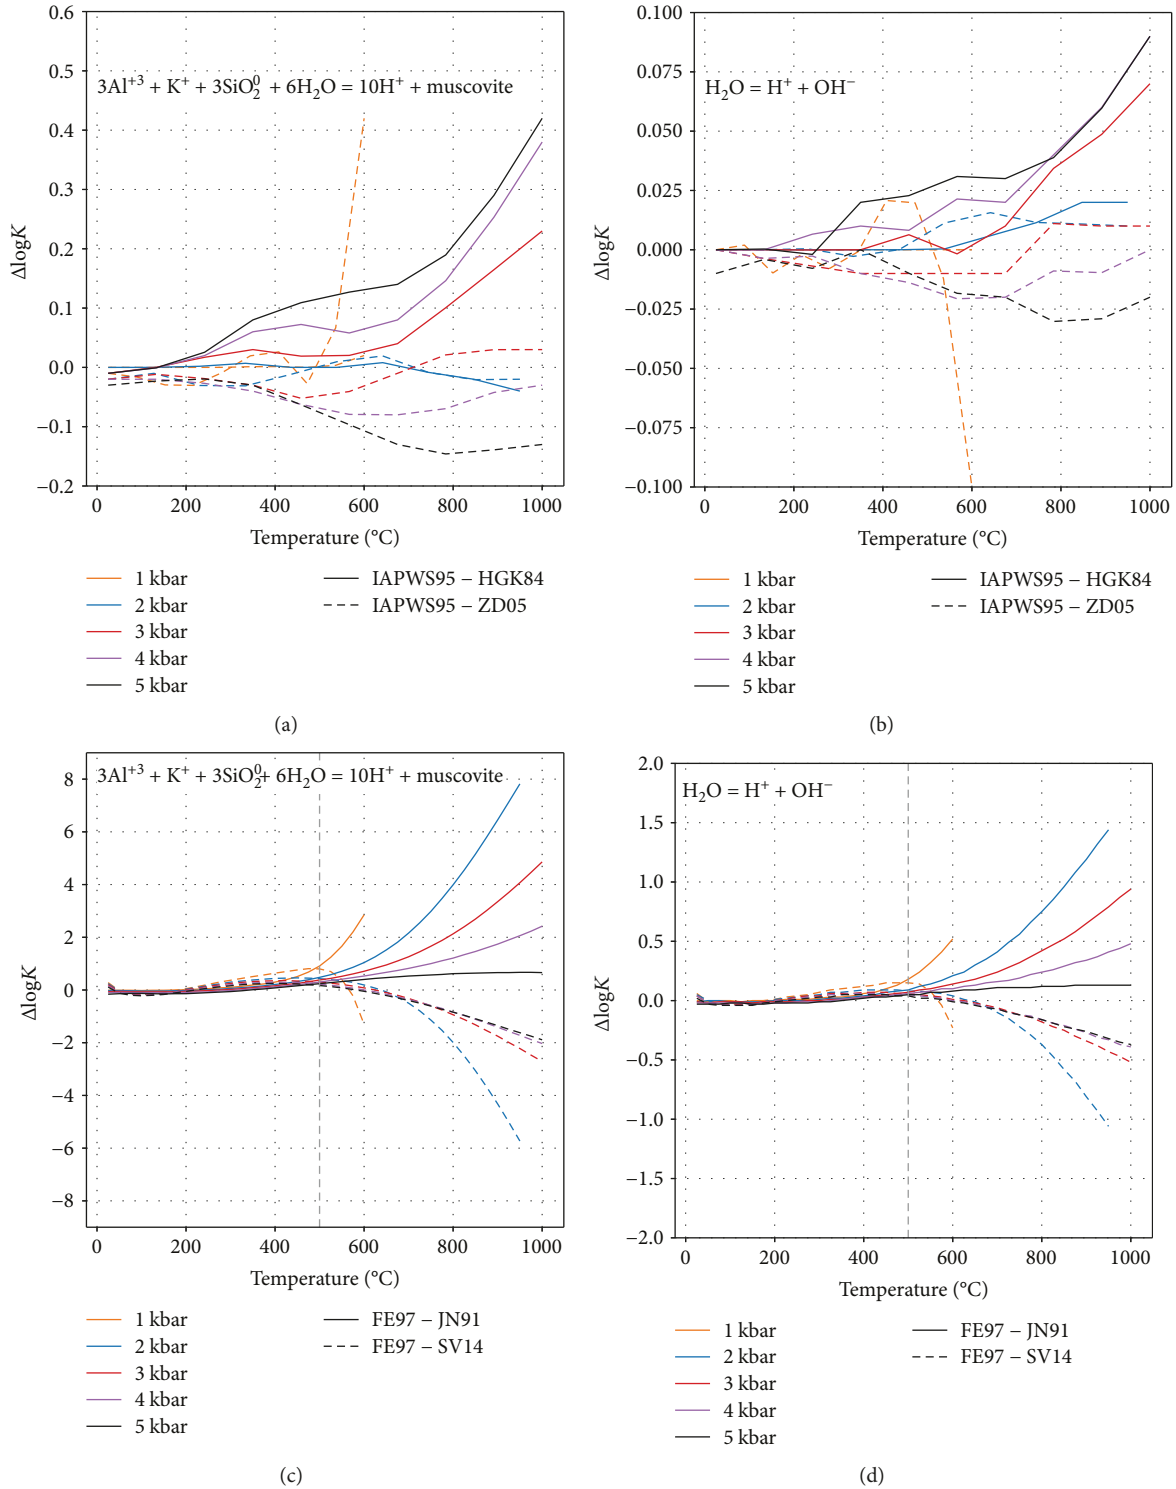 0.6
0.5
0.4
0.3
0.2
0.1
0.0
−0.1
−0.2
ΔlogK
3Al⁺³ + K⁺ + 3SiO₂⁰ + 6H₂O = 10H⁺ + muscovite
0 200 400 600 800 1000
Temperature (°C)
1 kbar
2 kbar
3 kbar
4 kbar
5 kbar
IAPWS95 – HGK84
IAPWS95 – ZD05
(a)
0.100
0.075
0.050
0.025
0.000
−0.025
−0.050
−0.075
−0.100
ΔlogK
H₂O = H⁺ + OH⁻
0 200 400 600 800 1000
Temperature (°C)
1 kbar
2 kbar
3 kbar
4 kbar
5 kbar
IAPWS95 – HGK84
IAPWS95 – ZD05
(b)
8
6
4
2
0
−2
−4
−6
−8
ΔlogK
3Al⁺³ + K⁺ + 3SiO₂⁰+ 6H₂O = 10H⁺ + muscovite
0 200 400 600 800 1000
Temperature (°C)
1 kbar
2 kbar
3 kbar
4 kbar
5 kbar
FE97 – JN91
FE97 – SV14
(c)
2.0
1.5
1.0
0.5
0.0
−0.5
−1.0
−1.5
−2.0
ΔlogK
H₂O = H⁺ + OH⁻
0 200 400 600 800 1000
Temperature (°C)
1 kbar
2 kbar
3 kbar
4 kbar
5 kbar
FE97 – JN91
FE97 – SV14
(d)